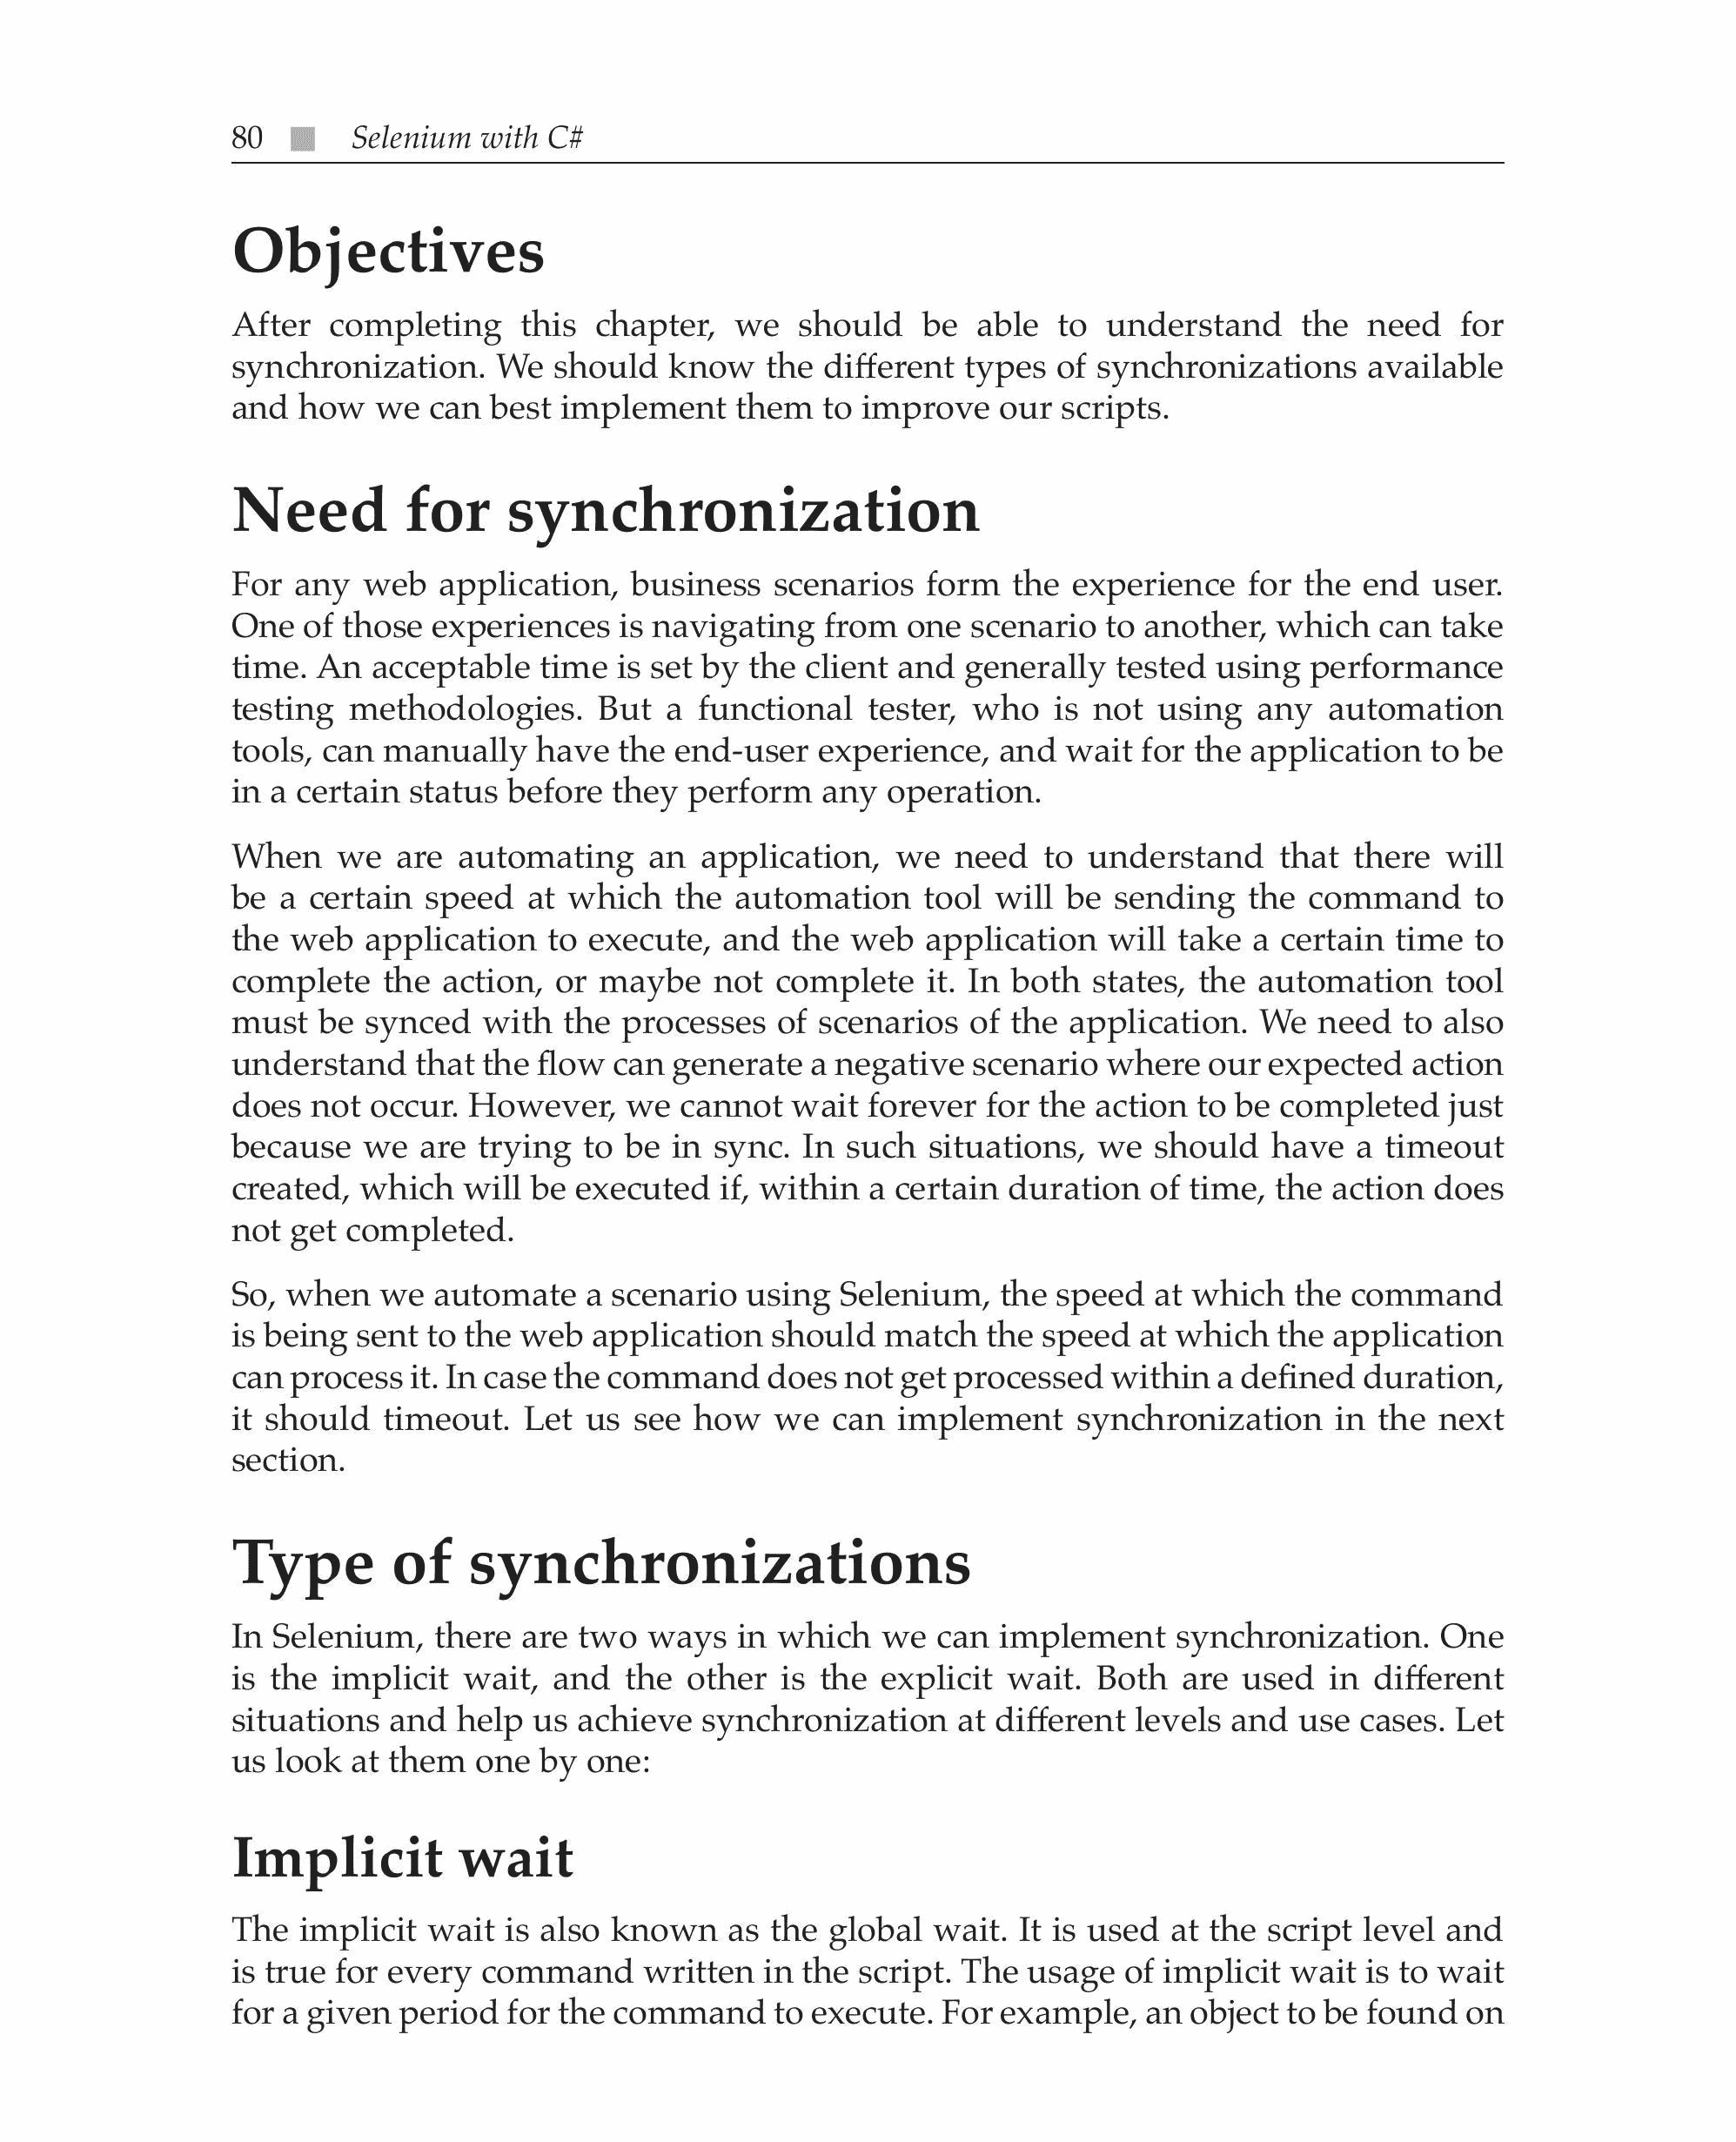 80 Selenium with C#
Objectives
After completing this chapter, we should be able to understand the need for
synchronization. We should know the different types of synchronizations available
and how we can best implement them to improve our scripts.
Need for synchronization
For any web application, business scenarios form the experience for the end user.
One of those experiences is navigating from one scenario to another, which can take
time. An acceptable time is set by the client and generally tested using performance
testing methodologies. But a functional tester, who is not using any automation
tools, can manually have the end-user experience, and wait for the application to be
in a certain status before they perform any operation.
When we are automating an application, we need to understand that there will
be a certain speed at which the automation tool will be sending the command to
the web application to execute, and the web application will take a certain time to
complete the action, or maybe not complete it. In both states, the automation tool
must be synced with the processes of scenarios of the application. We need to also
understand that the flow can generate a negative scenario where our expected action
does not occur. However, we cannot wait forever for the action to be completed just
because we are trying to be in sync. In such situations, we should have a timeout
created, which will be executed if, within a certain duration of time, the action does
not get completed.
So, when we automate a scenario using Selenium, the speed at which the command
is being sent to the web application should match the speed at which the application
can process it. In case the command does not get processed within a defined duration,
it should timeout. Let us see how we can implement synchronization in the next
section.
Type of synchronizations
In Selenium, there are two ways in which we can implement synchronization. One
is the implicit wait, and the other is the explicit wait. Both are used in different
situations and help us achieve synchronization at different levels and use cases. Let
us look at them one by one:
Implicit wait
The implicit wait is also known as the global wait. It is used at the script level and
is true for every command written in the script. The usage of implicit wait is to wait
for a given period for the command to execute. For example, an object to be found on